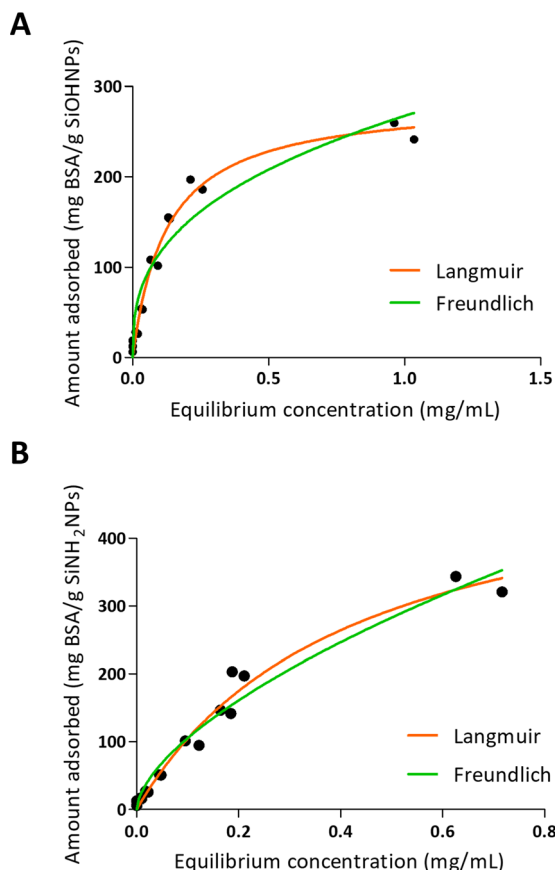 A
Amount adsorbed (mg BSA/g SiOHNPs)
300
200
100
0
Langmuir
Freundlich
0.0 0.5 1.0 1.5
Equilibrium concentration (mg/mL)
B
Amount adsorbed (mg BSA/g SiNH₂NPs)
400
300
200
100
0
Langmuir
Freundlich
0.0 0.2 0.4 0.6 0.8
Equilibrium concentration (mg/mL)